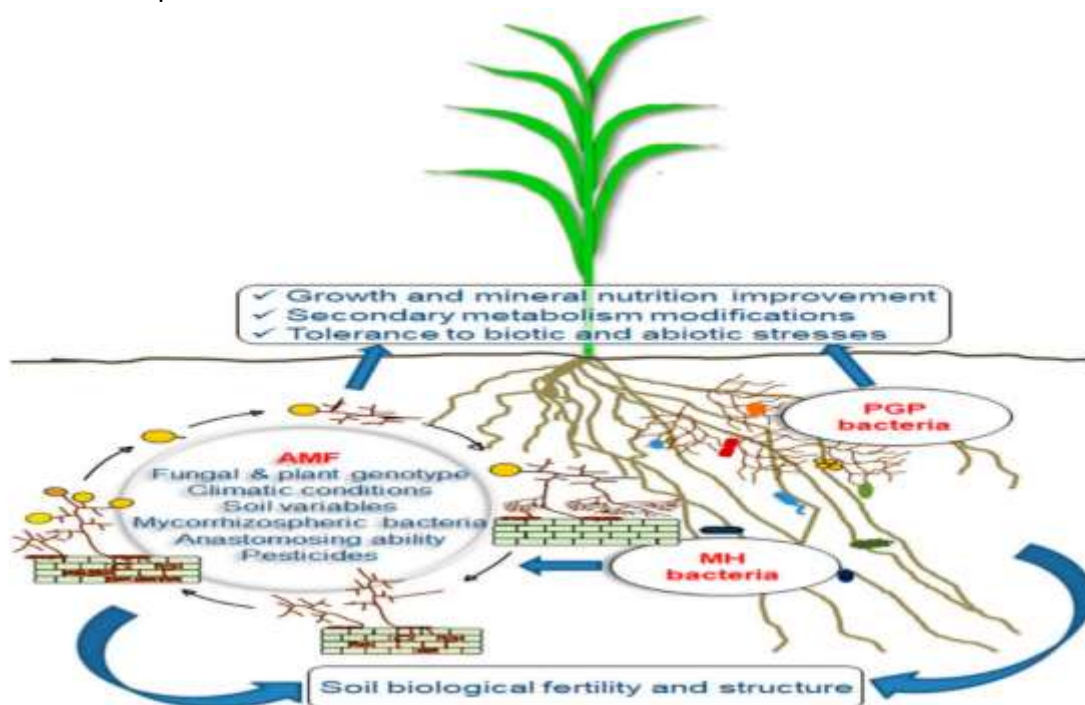 ✓ Growth and mineral nutrition improvement
✓ Secondary metabolism modifications
✓ Tolerance to biotic and abiotic stresses
PGP
bacteria
AMF
Fungal & plant genotype
Climatic conditions
Soil variables
Mycorrhizospheric bacteria
Anastomosing ability
Pesticides
MH
bacteria
Soil biological fertility and structure